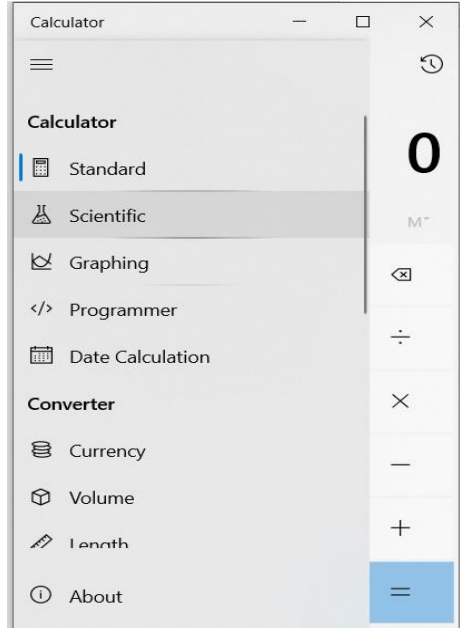 Calculator
Calculator
0
Standard
Scientific
M
Graphing
Programmer
Date Calculation
Converter
Currency
Volume
Length
About